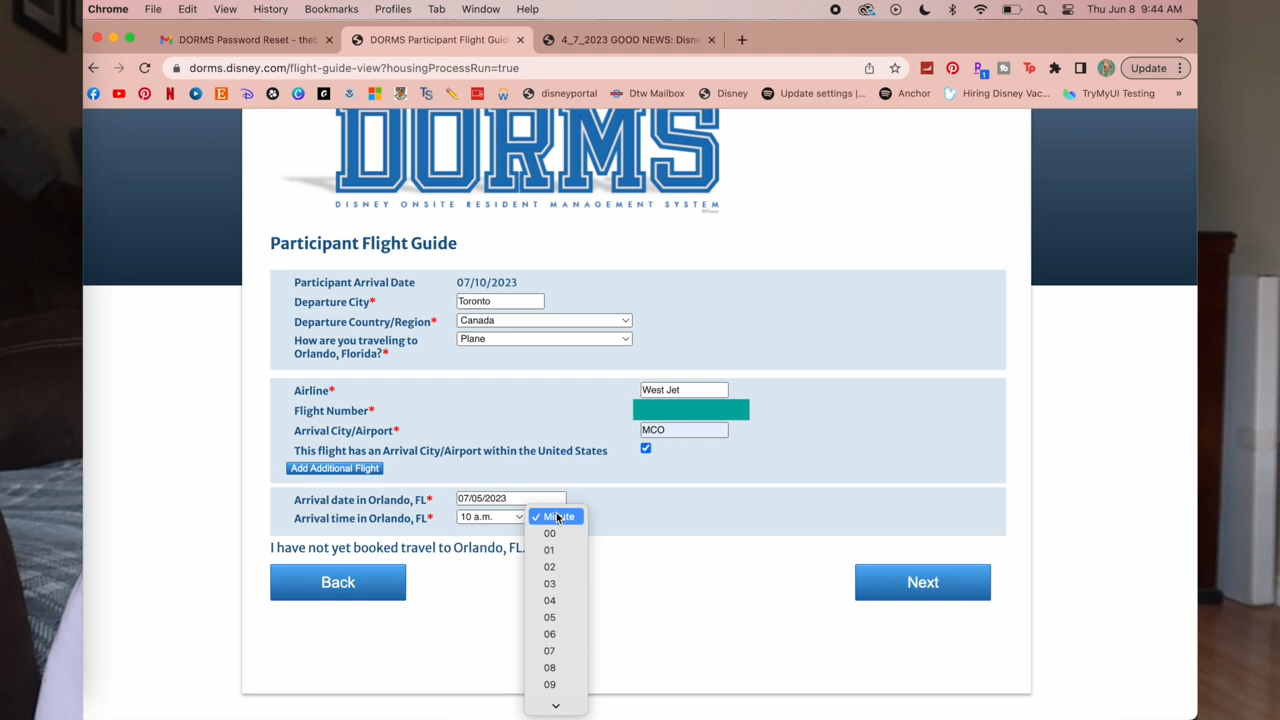 Chrome File Edit View History Bookmarks Profiles Tab Window Help Thu Jun 8 9:44 AM
DORMS Password Reset - theb DORMS Participant Flight Guid 4_7_2023 GOOD NEWS: Disne
dorms.disney.com/flight-guide-view?housingProcessRun=true Update
disneyportal Dtw Mailbox Disney Update settings |... Anchor Hiring Disney Vac... TryMyUI Testing »
DORMS
DISNEY ONSITE RESIDENT MANAGEMENT SYSTEM
©Disney
Participant Flight Guide
Participant Arrival Date 07/10/2023
Departure City* Toronto
Departure Country/Region* Canada
How are you traveling to Plane
Orlando, Florida?*
Airline* West Jet
Flight Number*
Arrival City/Airport* MCO
This flight has an Arrival City/Airport within the United States
Add Additional Flight
Arrival date in Orlando, FL* 07/05/2023
Arrival time in Orlando, FL* 10 a.m. Minute
00
01
02
03
04
05
06
07
08
09
I have not yet booked travel to Orlando, FL.
Back Next